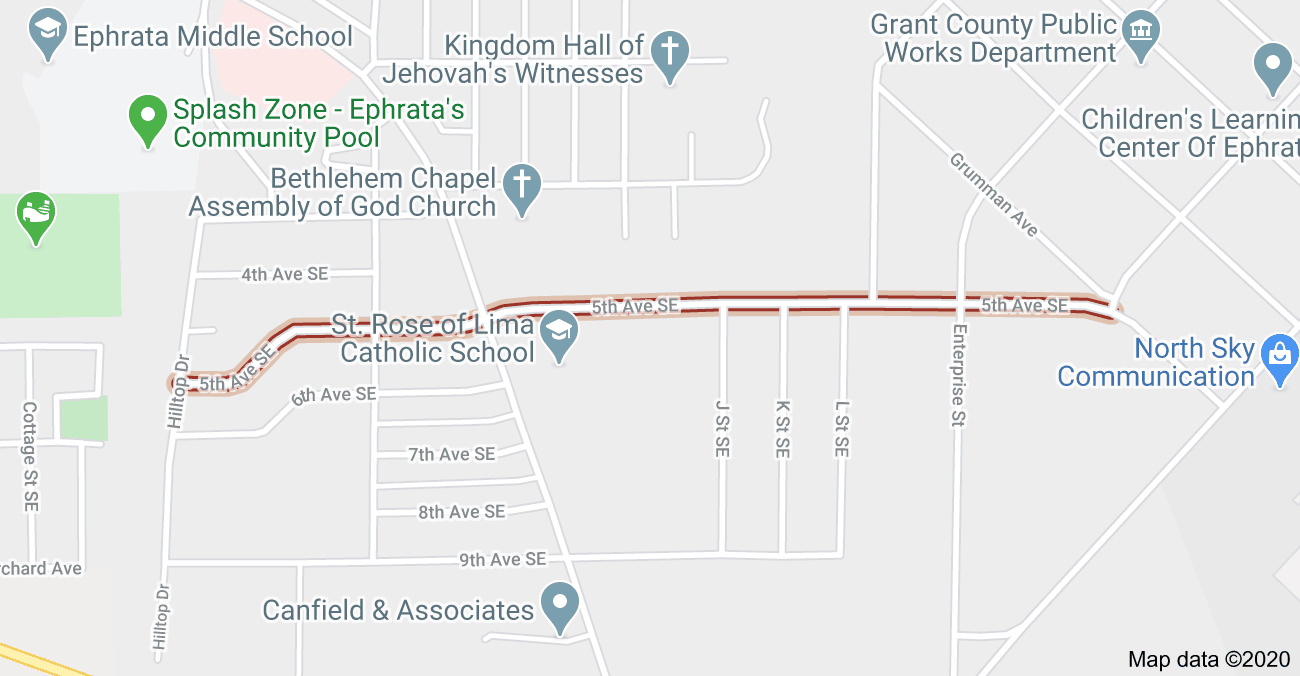 Ephrata Middle School
Kingdom Hall of
Jehovah's Witnesses
Grant County Public
Works Department
Splash Zone - Ephrata's
Community Pool
Children's Learnin
Center Of Ephrat
Bethlehem Chapel
Assembly of God Church
Grumman Ave
4th Ave SE
5th Ave SE
5th Ave SE
St. Rose of Lima
Catholic School
North Sky
Communication
5th Ave SE
Hilltop Dr
6th Ave SE
Enterprise St
Cottage St SE
J St SE
K St SE
L St SE
7th Ave SE
8th Ave SE
9th Ave SE
rchard Ave
Hilltop Dr
Canfield & Associates
Map data ©2020